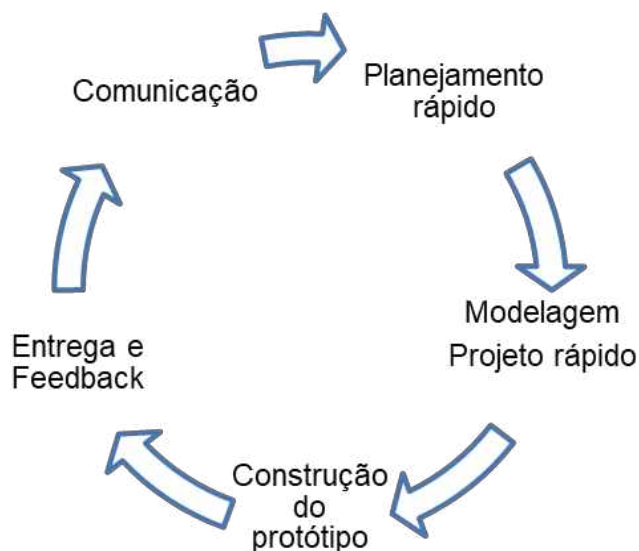 Comunicação
Planejamento
rápido
Modelagem
Projeto rápido
Construção
do
protótipo
Entrega e
Feedback